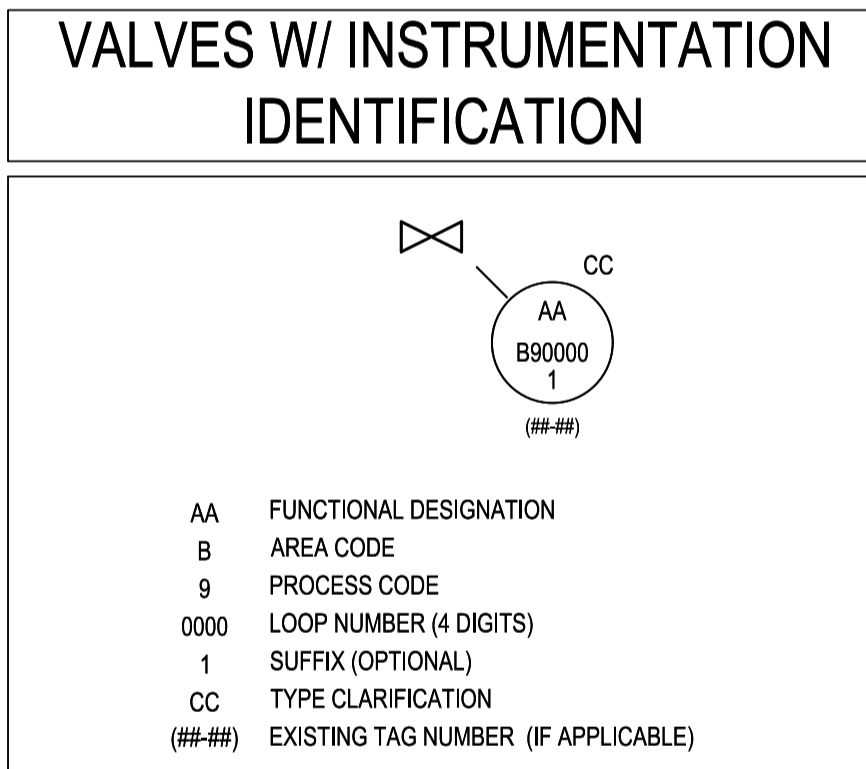 VALVES W/ INSTRUMENTATION
IDENTIFICATION
CC
AA
B90000
1
(##-##)
AA FUNCTIONAL DESIGNATION
B AREA CODE
9 PROCESS CODE
0000 LOOP NUMBER (4 DIGITS)
1 SUFFIX (OPTIONAL)
CC TYPE CLARIFICATION
(##-##) EXISTING TAG NUMBER (IF APPLICABLE)